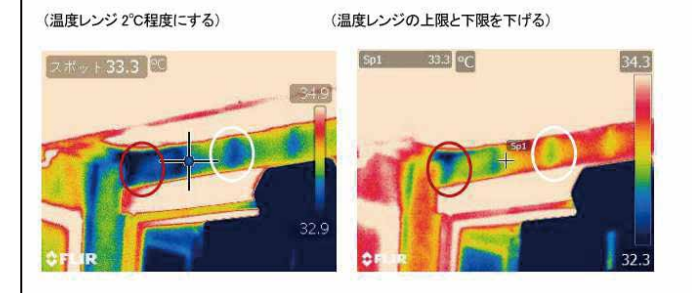 (温度レンジ 2℃程度にする)
(温度レンジの上限と下限を下げる)
スポット 33.3 ℃
34.9
32.9
FLIR
Sp1 33.3 ℃
34.3
Sp1
32.3
FLIR